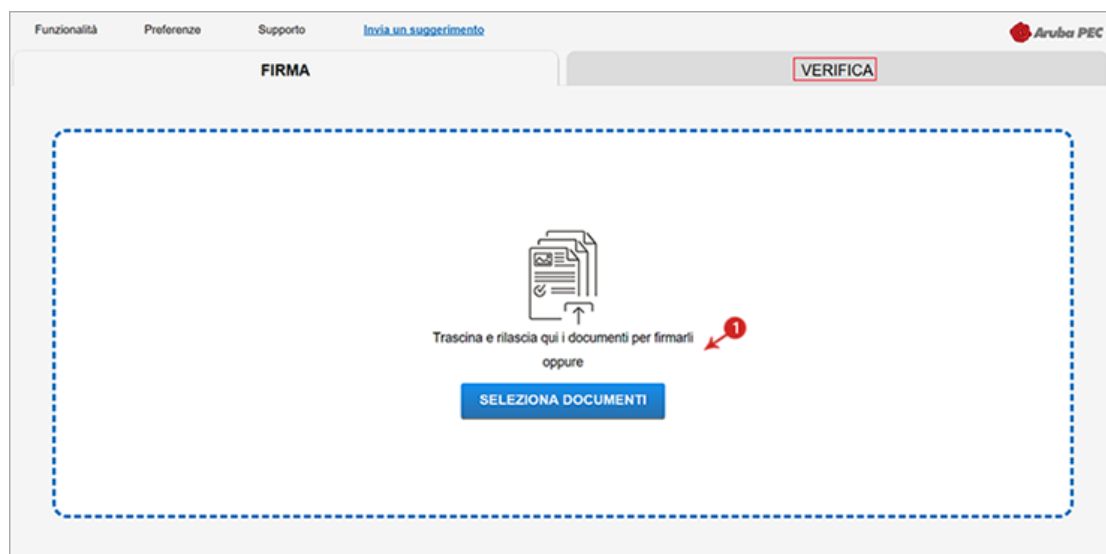 Funzionalità Preferenze Supporto Invia un suggerimento Aruba PEC
FIRMA VERIFICA
Trascina e rilascia qui i documenti per firmarli
1
oppure
SELEZIONA DOCUMENTI